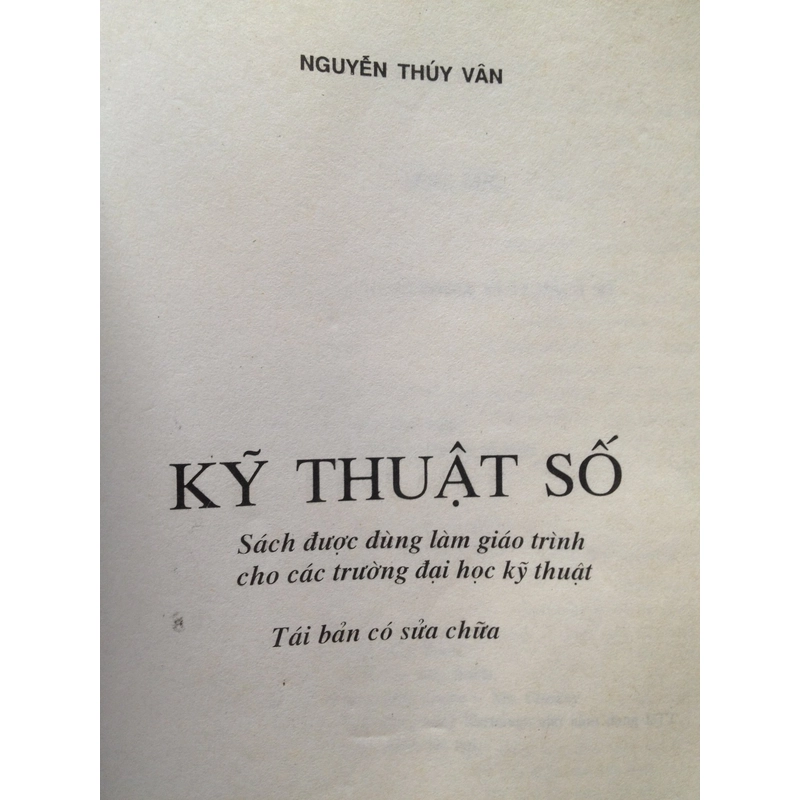 NGUYỄN THÚY VÂN
KỸ THUẬT SỐ
Sách được dùng làm giáo trình
cho các trường đại học kỹ thuật
Tái bản có sửa chữa